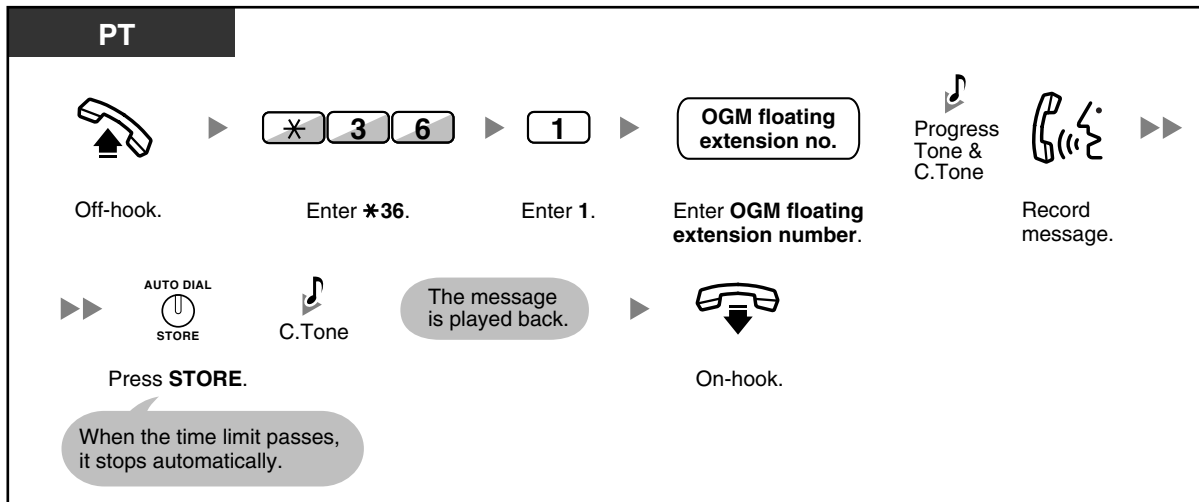 PT
✳ 3 6
1
OGM floating
extension no.
Progress
Tone &
C.Tone
Off-hook.
Enter ✳36.
Enter 1.
Enter OGM floating
extension number.
Record
message.
AUTO DIAL
STORE
C.Tone
The message
is played back.
Press STORE.
On-hook.
When the time limit passes,
it stops automatically.